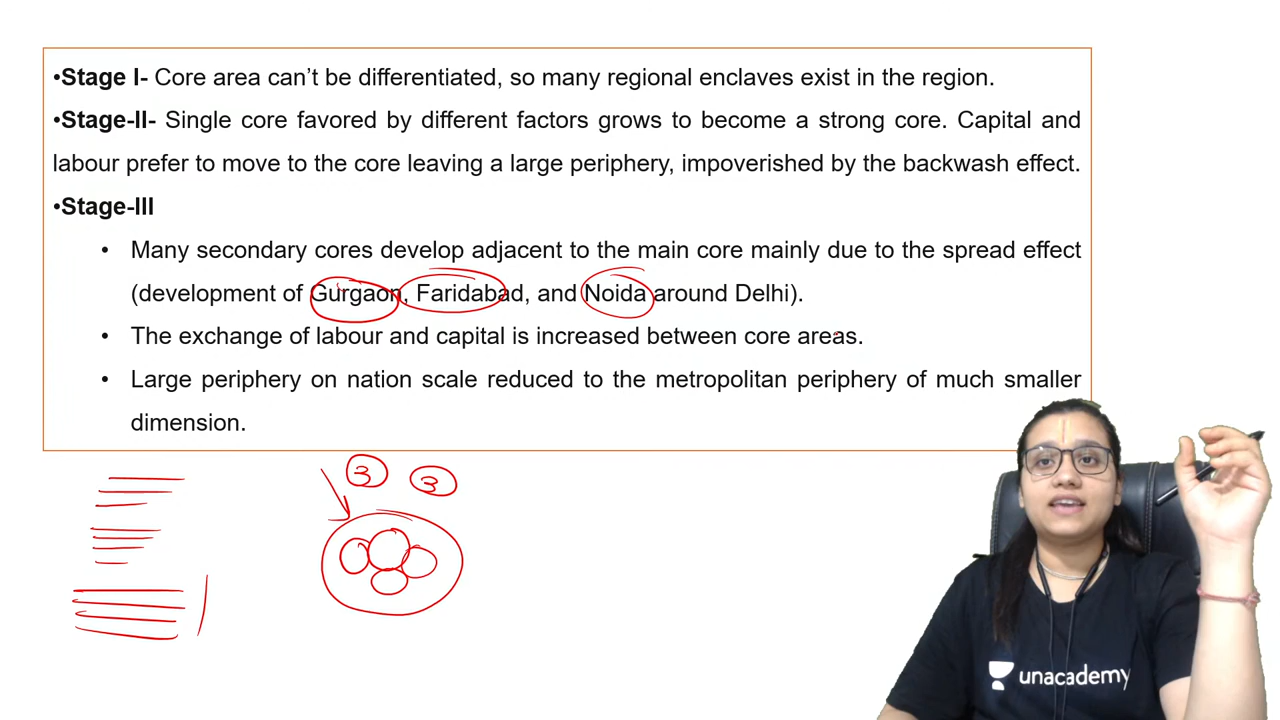 •Stage I- Core area can't be differentiated, so many regional enclaves exist in the region.
•Stage-II- Single core favored by different factors grows to become a strong core. Capital and
labour prefer to move to the core leaving a large periphery, impoverished by the backwash effect.
•Stage-III
• Many secondary cores develop adjacent to the main core mainly due to the spread effect
(development of Gurgaon, Faridabad, and Noida around Delhi).
• The exchange of labour and capital is increased between core areas.
• Large periphery on nation scale reduced to the metropolitan periphery of much smaller
dimension.
3 3
unacademy